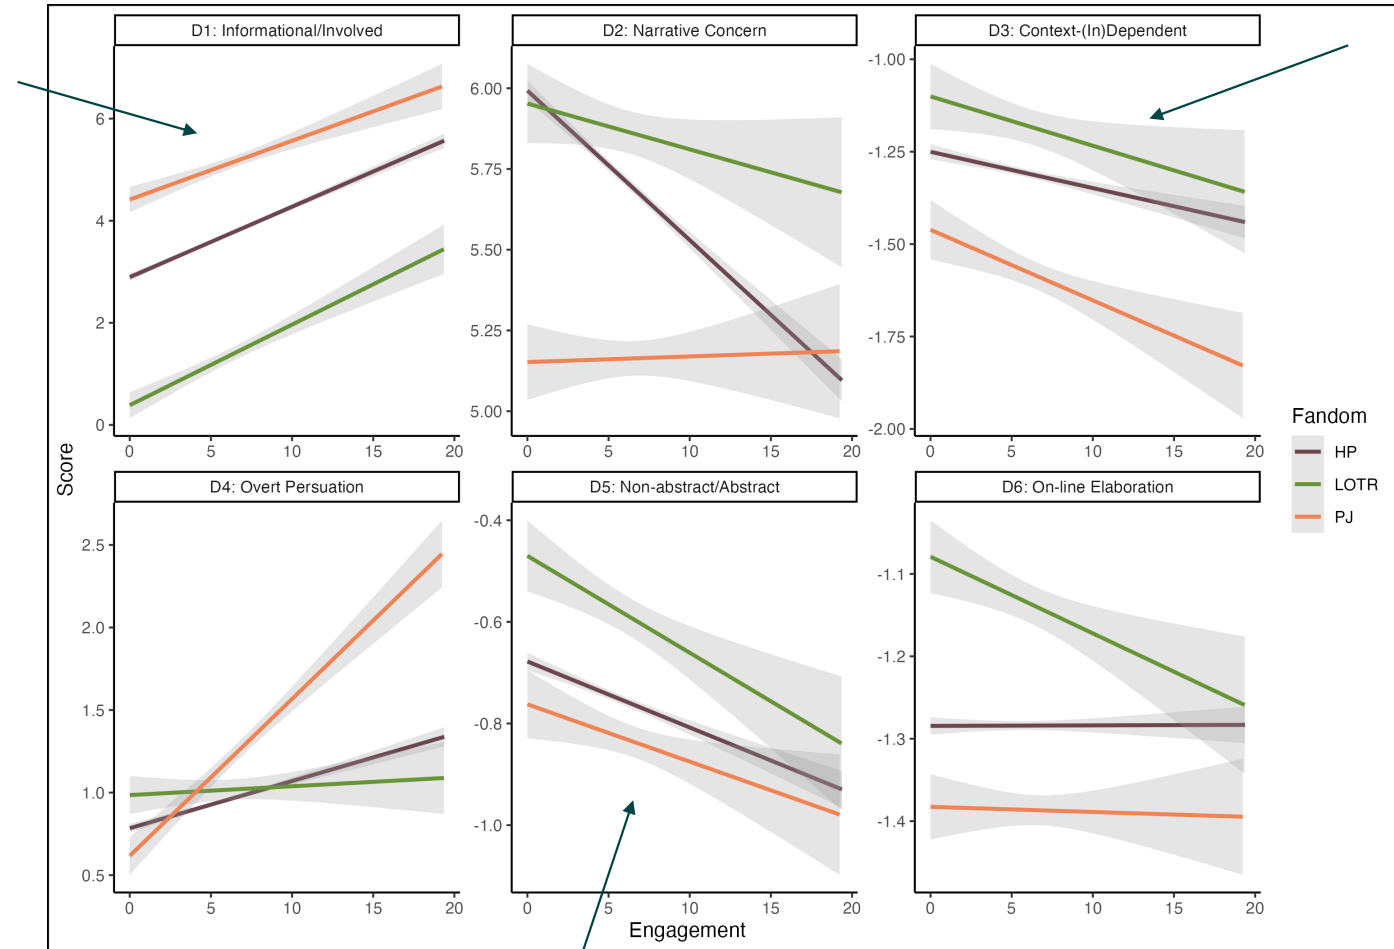 D1: Informational/Involved
D2: Narrative Concern
D3: Context-(In)Dependent
6
4
2
0
0 5 10 15 20
6.00
5.75
5.50
5.25
5.00
0 5 10 15 20
-1.00
-1.25
-1.50
-1.75
-2.00
0 5 10 15 20
Score
D4: Overt Persuation
D5: Non-abstract/Abstract
D6: On-line Elaboration
2.5
2.0
1.5
1.0
0.5
0 5 10 15 20
-0.4
-0.6
-0.8
-1.0
0 5 10 15 20
-1.1
-1.2
-1.3
-1.4
0 5 10 15 20
Engagement
Fandom
HP
LOTR
PJ